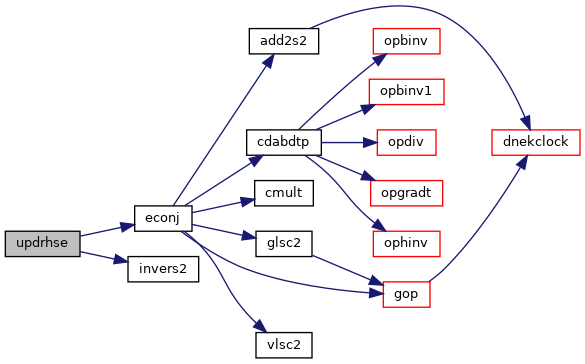 add2s2
opbinv
opbinv1
cdabdtp
opdiv
dnekclock
cmult
opgradt
econj
updrhse
glsc2
ophinv
invers2
gop
vlsc2